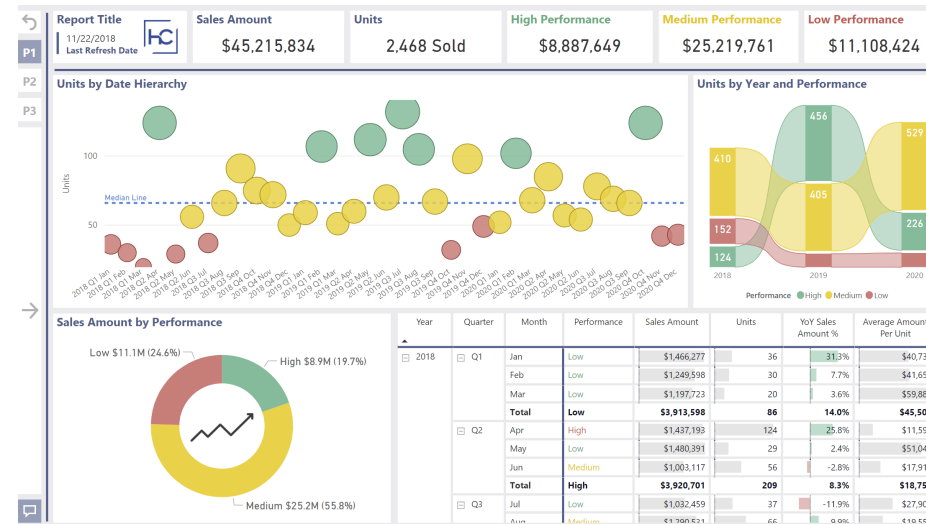 Report Title
11/22/2018
Last Refresh Date
hc
Sales Amount
$45,215,834
Units
2,468 Sold
High Performance
$8,887,649
Medium Performance
$25,219,761
Low Performance
$11,108,424
P1
P2
P3
Units by Date Hierarchy
Units
100
50
Median Line
2018 Q1 Jan
2018 Q1 Feb
2018 Q1 Mar
2018 Q2 Apr
2018 Q2 May
2018 Q2 Jun
2018 Q3 Jul
2018 Q3 Aug
2018 Q3 Sep
2018 Q4 Oct
2018 Q4 Nov
2018 Q4 Dec
2019 Q1 Jan
2019 Q1 Feb
2019 Q1 Mar
2019 Q2 Apr
2019 Q2 May
2019 Q2 Jun
2019 Q3 Jul
2019 Q3 Aug
2019 Q3 Sep
2019 Q4 Oct
2019 Q4 Nov
2019 Q4 Dec
2020 Q1 Jan
2020 Q1 Feb
2020 Q1 Mar
2020 Q2 Apr
2020 Q2 May
2020 Q2 Jun
2020 Q3 Jul
2020 Q3 Aug
2020 Q3 Sep
2020 Q4 Oct
2020 Q4 Nov
2020 Q4 Dec
Units by Year and Performance
410
152
124
456
405
529
226
2018
2019
2020
Performance High Medium Low
Sales Amount by Performance
Low $11.1M (24.6%)
High $8.9M (19.7%)
Medium $25.2M (55.8%)
Year Quarter Month Performance Sales Amount Units YoY Sales Amount % Average Amount Per Unit
2018 Q1 Jan Low $1,466,277 36 31.3% $40,73
Feb Low $1,249,598 30 7.7% $41,65
Mar Low $1,197,723 20 3.6% $59,88
Total Low $3,913,598 86 14.0% $45,50
Q2 Apr High $1,437,193 124 25.8% $11,59
May Low $1,480,391 29 2.4% $51,04
Jun Medium $1,003,117 56 -2.8% $17,91
Total High $3,920,701 209 8.3% $18,75
Q3 Jul Low $1,032,459 37 -11.9% $27,90
Aug Medium $1,290,531 66 9.9% $19,55